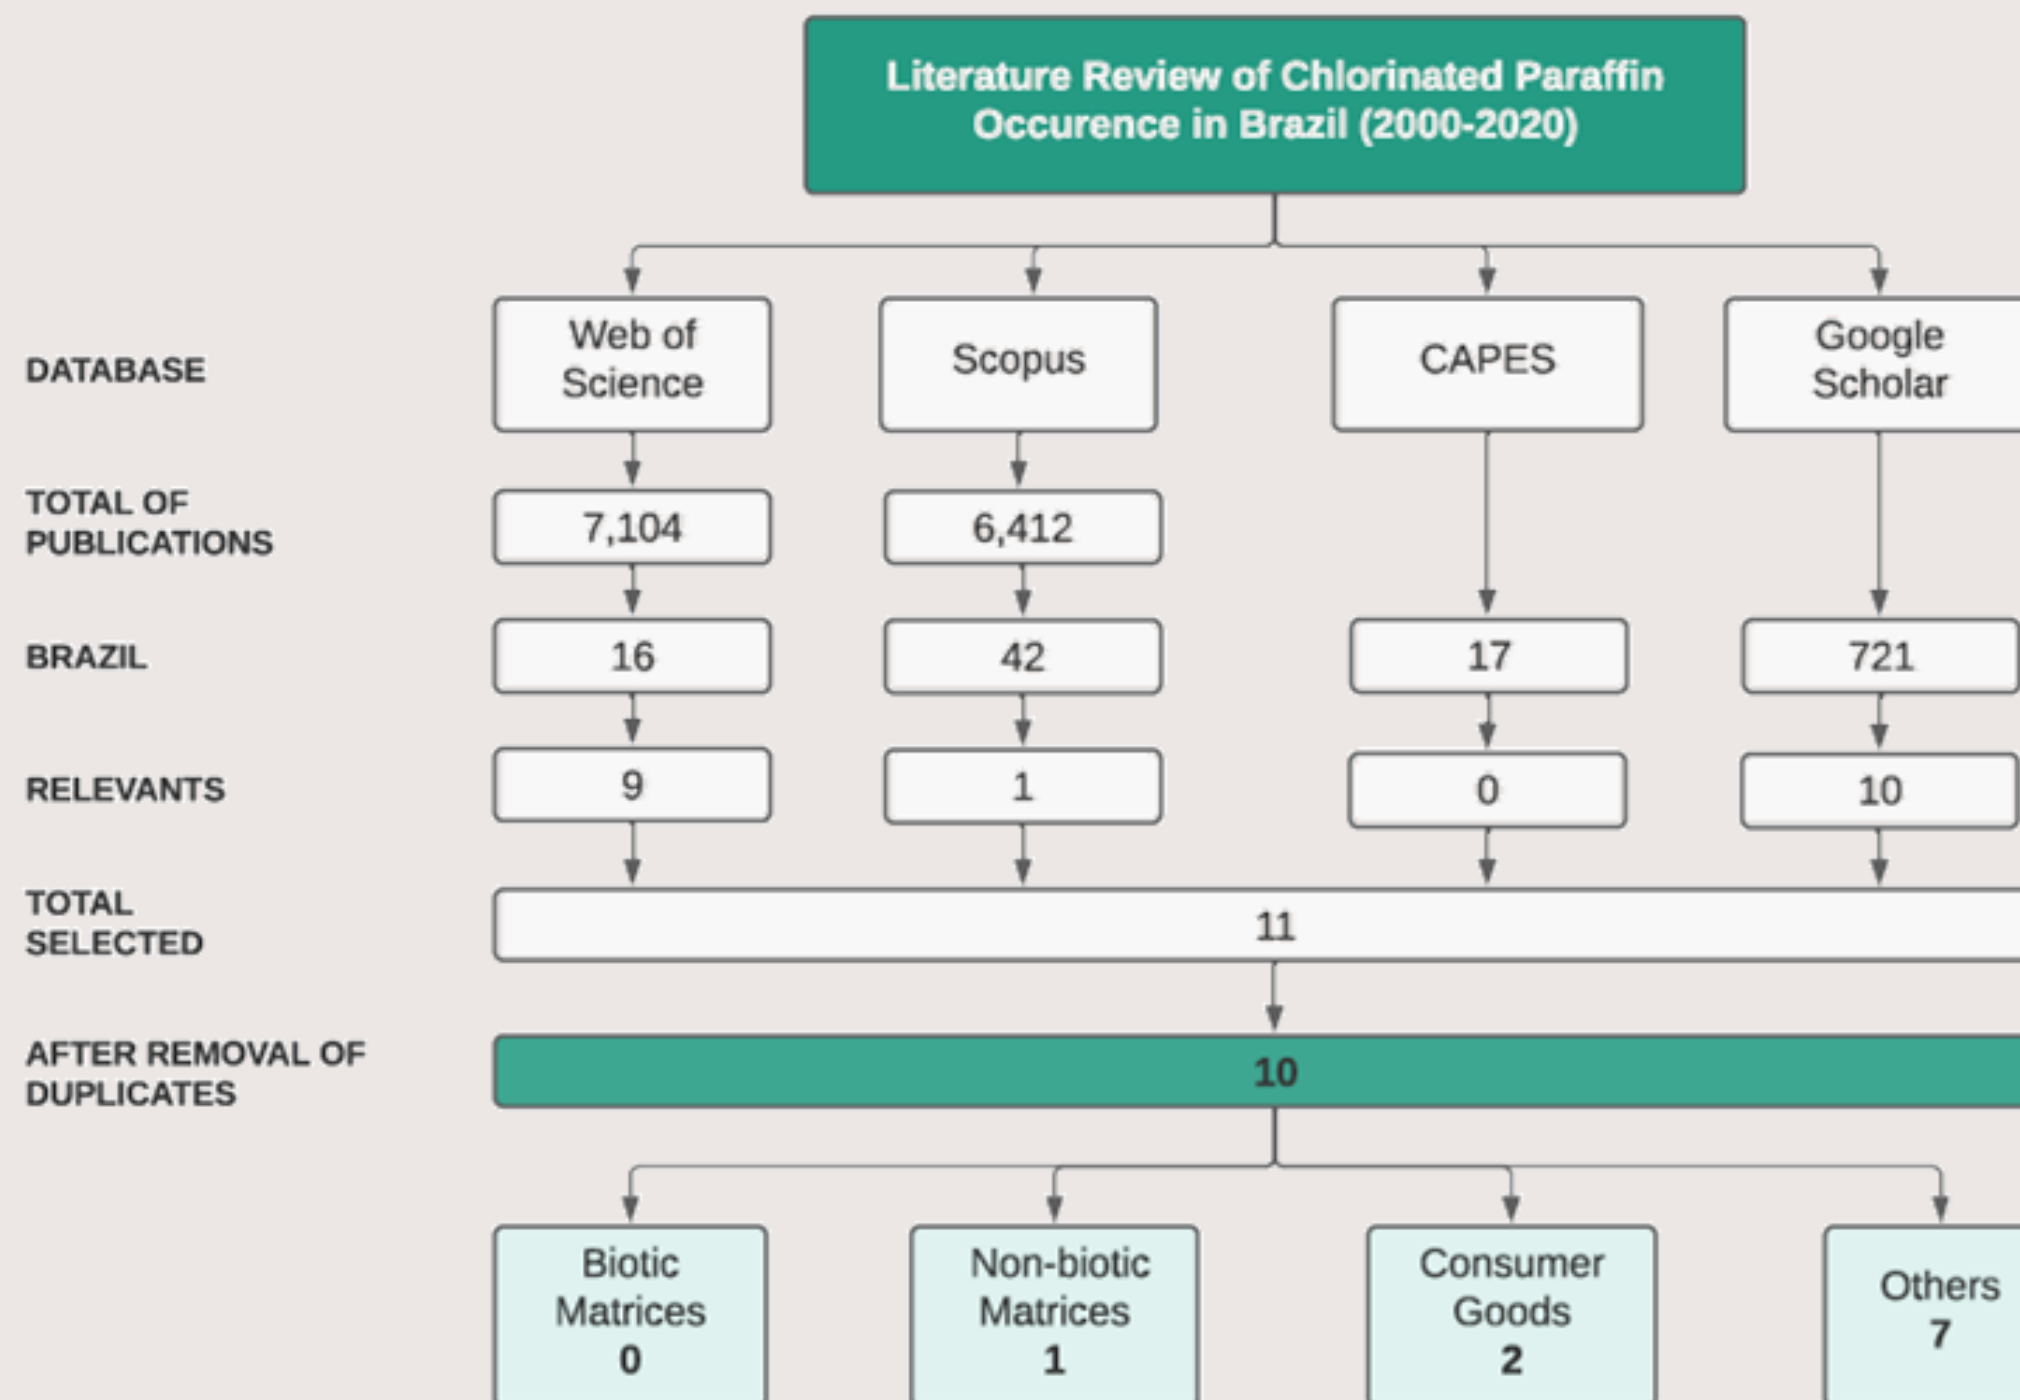 Literature Review of Chlorinated Paraffin
Occurence in Brazil (2000-2020)
DATABASE
Web of
Science
Scopus
CAPES
Google
Scholar
TOTAL OF
PUBLICATIONS
7,104
6,412
BRAZIL
16
42
17
721
RELEVANTS
9
1
0
10
TOTAL
SELECTED
11
AFTER REMOVAL OF
DUPLICATES
10
Biotic
Matrices
0
Non-biotic
Matrices
1
Consumer
Goods
2
Others
7